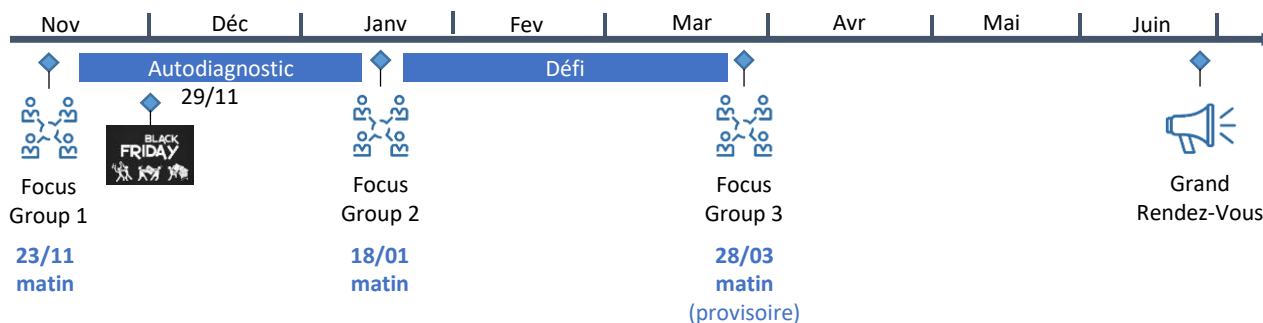 Nov Déc Janv Fev Mar Avr Mai Juin
Autodiagnostic Défi
29/11
BLACK
FRIDAY
Focus
Group 1
23/11
matin
Focus
Group 2
18/01
matin
Focus
Group 3
28/03
matin
(provisoire)
Grand
Rendez-Vous